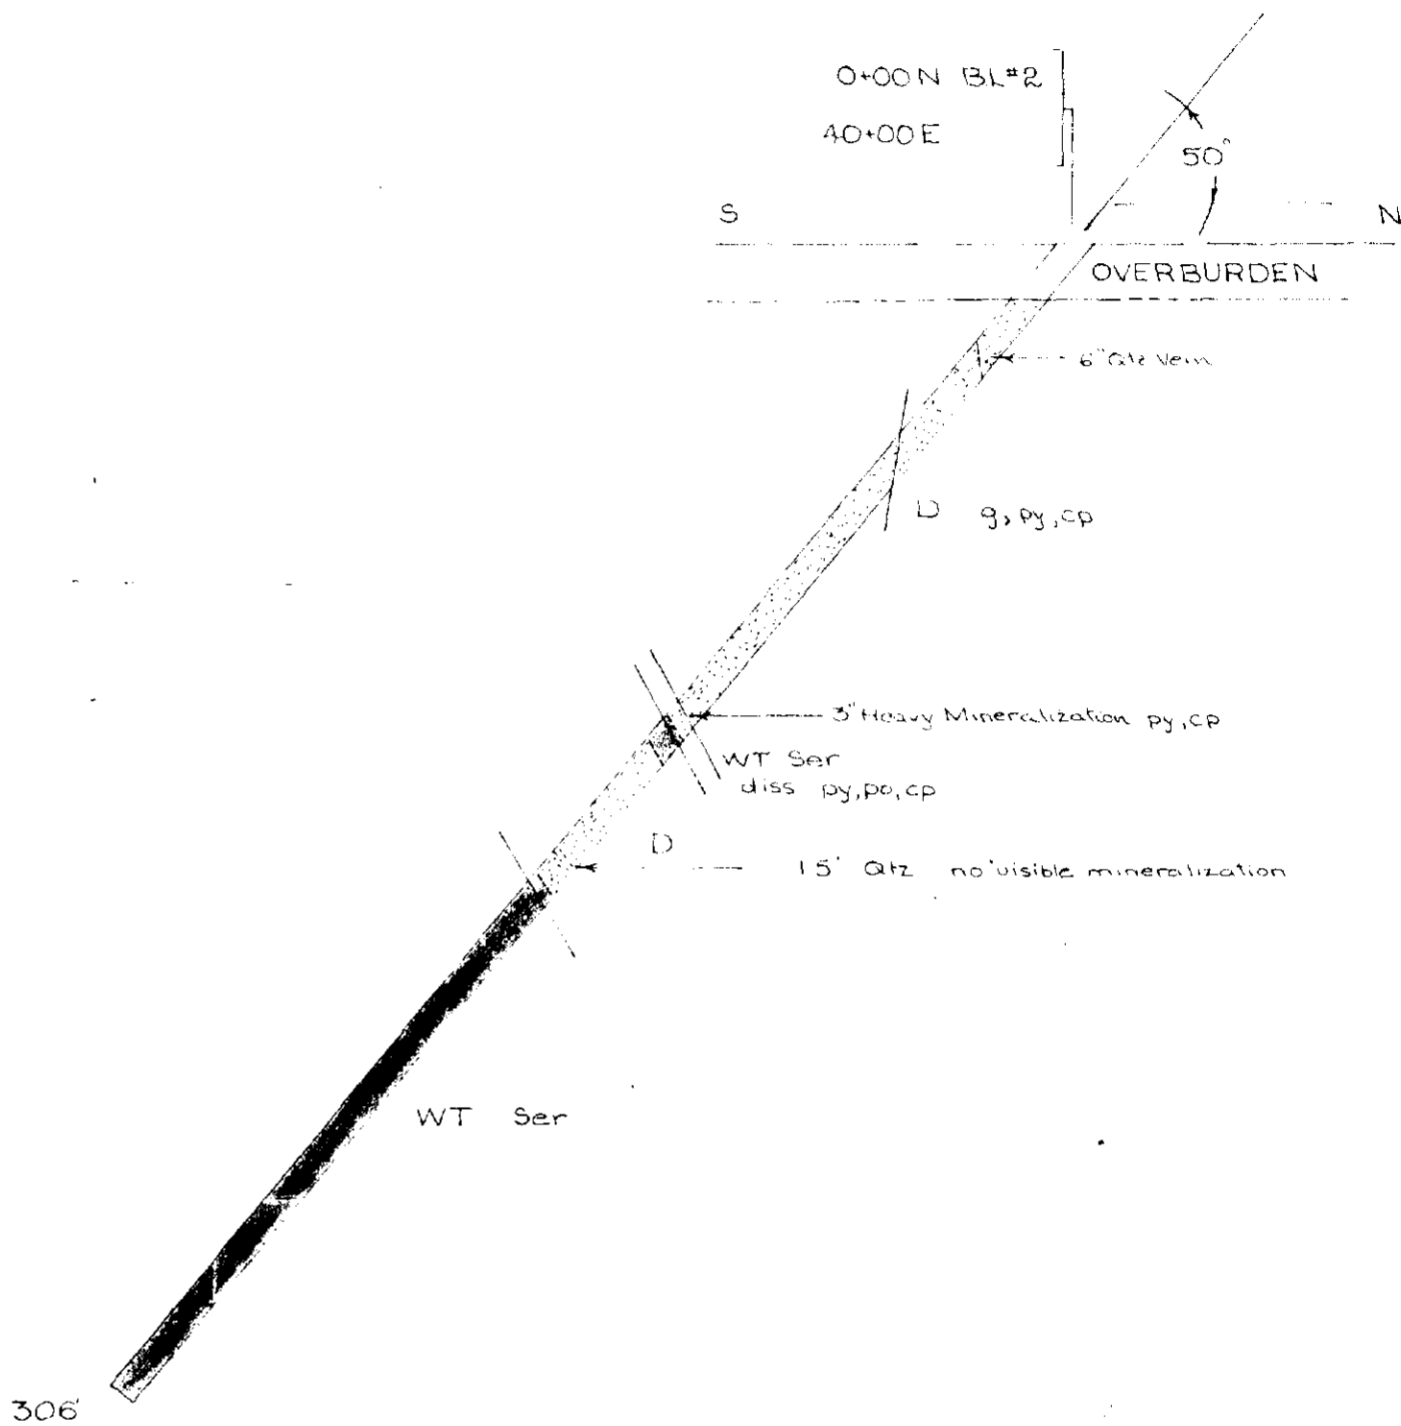 0+00N BL#2
40+00E
50°
S N
OVERBURDEN
6" Qtz Vein
D g, py, cp
3" Heavy Mineralization py, cp
WT Ser
diss py, po, cp
D
15' Qtz no visible mineralization
WT Ser
306'